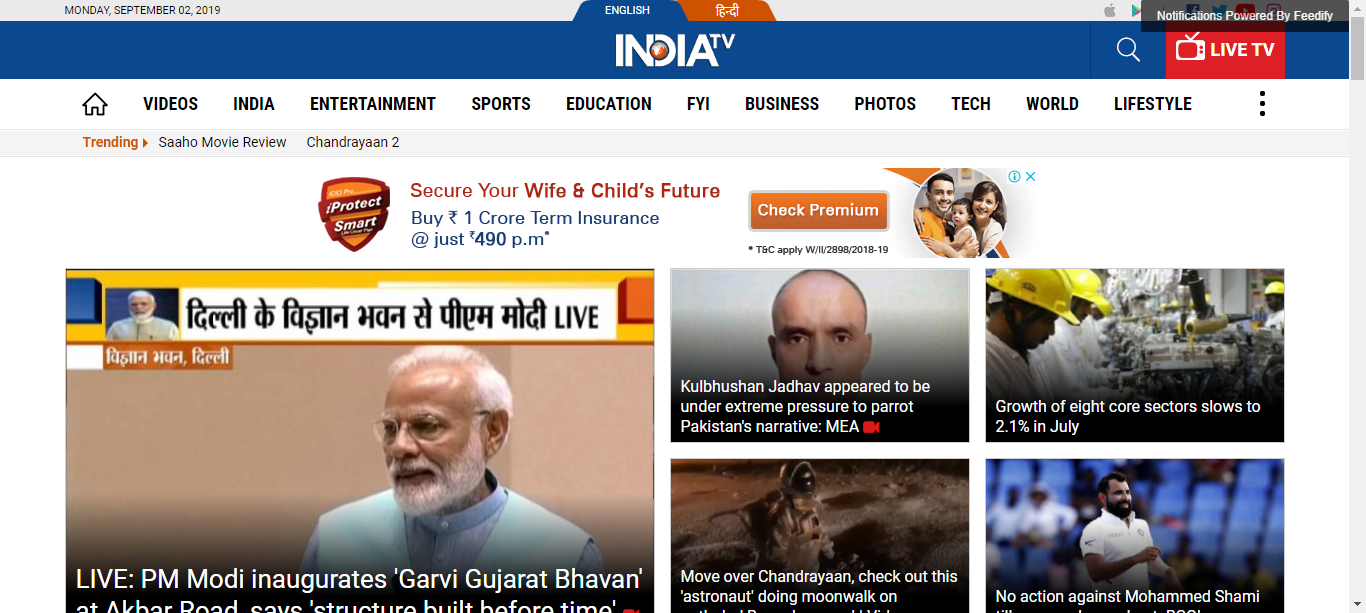 MONDAY, SEPTEMBER 02, 2019
ENGLISH
हिन्दी
Notifications Powered By Feedify
INDIA TV
LIVE TV
VIDEOS INDIA ENTERTAINMENT SPORTS EDUCATION FYI BUSINESS PHOTOS TECH WORLD LIFESTYLE
Trending Saaho Movie Review Chandrayaan 2
iProtect
Smart
Secure Your Wife & Child's Future
Buy ₹ 1 Crore Term Insurance
@ just ₹490 p.m*
Check Premium
* T&C apply W/II/2898/2018-19
दिल्ली के विज्ञान भवन से पीएम मोदी LIVE
विज्ञान भवन, दिल्ली
LIVE: PM Modi inaugurates 'Garvi Gujarat Bhavan'
at Akbar Road, says 'structure built before time'
Kulbhushan Jadhav appeared to be
under extreme pressure to parrot
Pakistan's narrative: MEA
Growth of eight core sectors slows to
2.1% in July
Move over Chandrayaan, check out this
'astronaut' doing moonwalk on
No action against Mohammed Shami